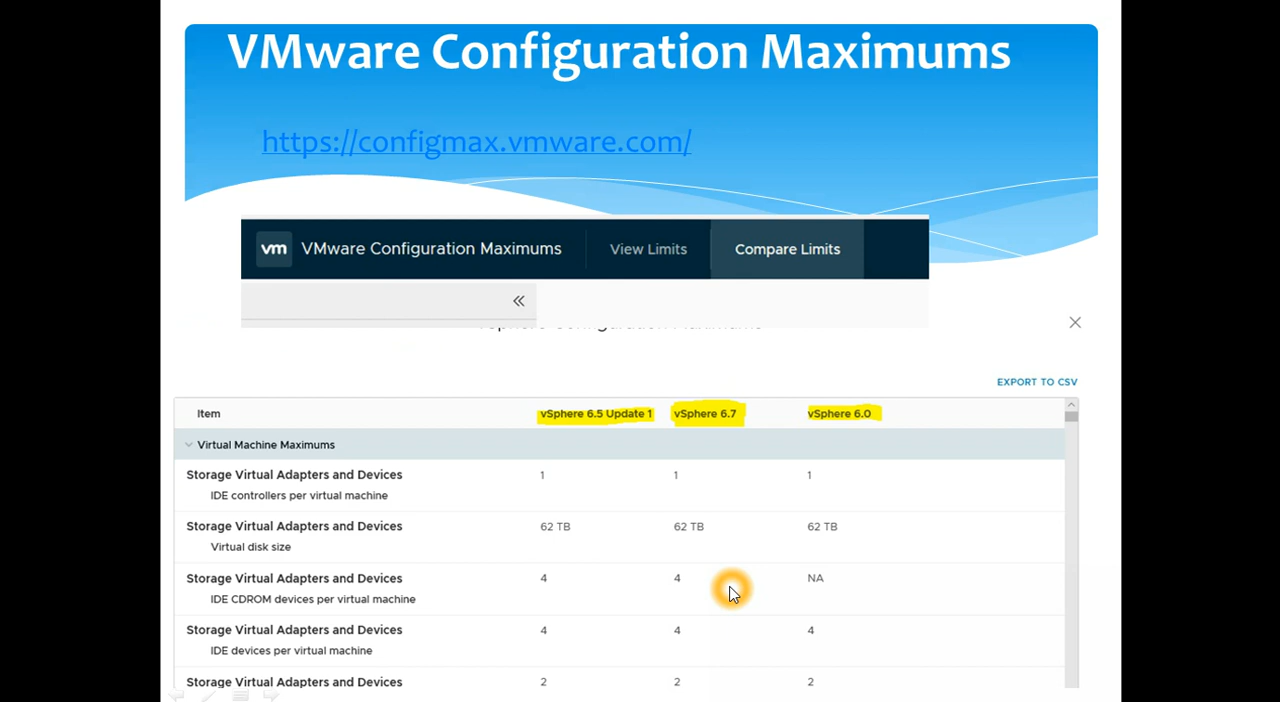 VMware Configuration Maximums
https://configmax.vmware.com/
vm VMware Configuration Maximums View Limits Compare Limits
«
EXPORT TO CSV
Item vSphere 6.5 Update 1 vSphere 6.7 vSphere 6.0
Virtual Machine Maximums
Storage Virtual Adapters and Devices 1 1 1
IDE controllers per virtual machine
Storage Virtual Adapters and Devices 62 TB 62 TB 62 TB
Virtual disk size
Storage Virtual Adapters and Devices 4 4 NA
IDE CDROM devices per virtual machine
Storage Virtual Adapters and Devices 4 4 4
IDE devices per virtual machine
Storage Virtual Adapters and Devices 2 2 2